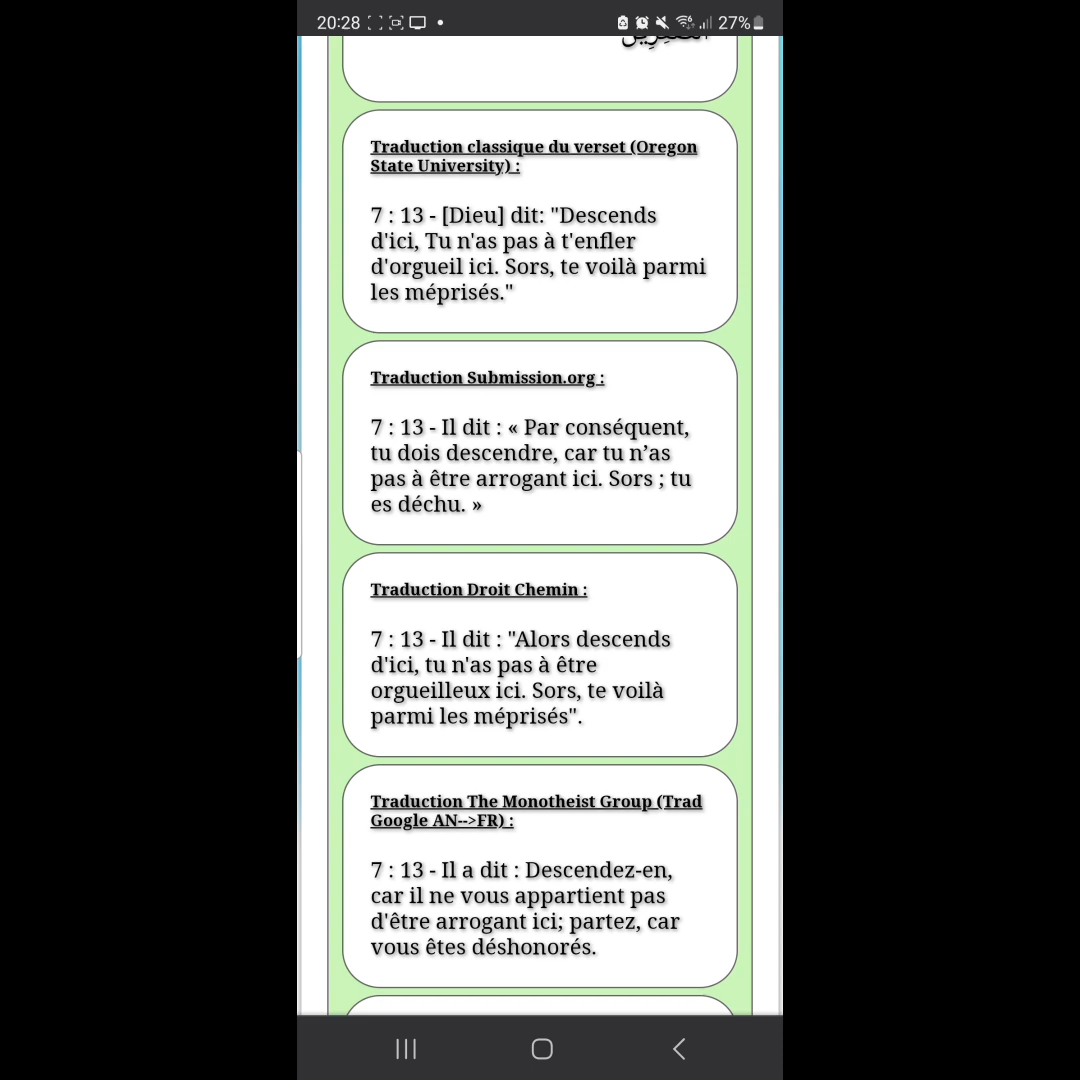 20:28
27%
Traduction classique du verset (Oregon
State University) :
7 : 13 - [Dieu] dit: "Descends
d'ici, Tu n'as pas à t'enfler
d'orgueil ici. Sors, te voilà parmi
les méprisés."
Traduction Submission.org :
7 : 13 - Il dit : « Par conséquent,
tu dois descendre, car tu n’as
pas à être arrogant ici. Sors ; tu
es déchu. »
Traduction Droit Chemin :
7 : 13 - Il dit : "Alors descends
d'ici, tu n'as pas à être
orgueilleux ici. Sors, te voilà
parmi les méprisés".
Traduction The Monotheist Group (Trad
Google AN-->FR) :
7 : 13 - Il a dit : Descendez-en,
car il ne vous appartient pas
d'être arrogant ici; partez, car
vous êtes déshonorés.